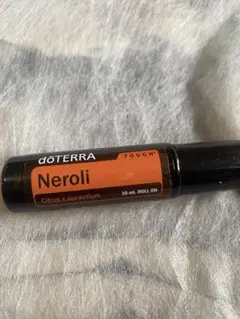 dōTERRA TOUCH®
Neroli
Citrus x aurantium
10 mL ROLL ON